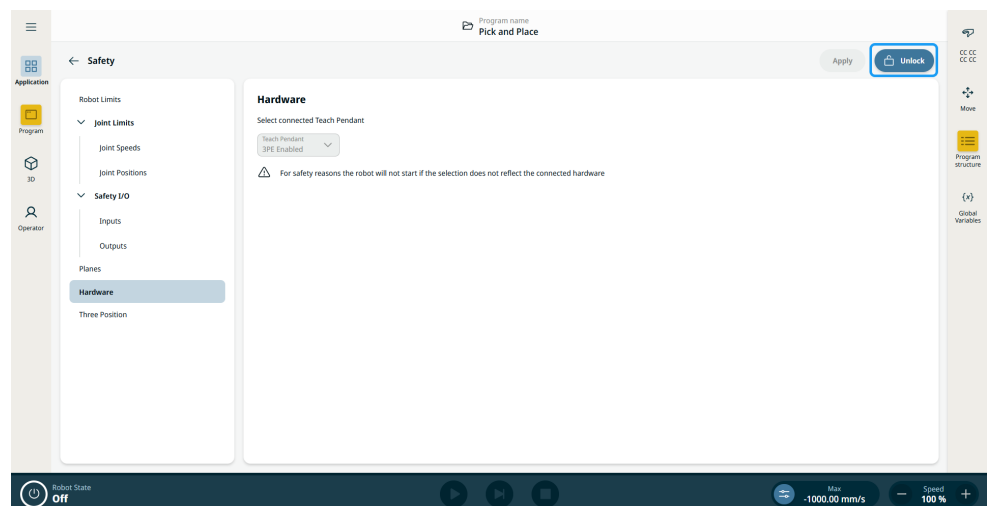 Program name
Pick and Place
Safety
Apply
Unlock
Application
Program
3D
Operator
Robot Limits
Joint Limits
Joint Speeds
Joint Positions
Safety I/O
Inputs
Outputs
Planes
Hardware
Three Position
Hardware
Select connected Teach Pendant
Teach Pendant
3PE Enabled
For safety reasons the robot will not start if the selection does not reflect the connected hardware
CC CC
CC CC
Move
Program
structure
{x}
Global
Variables
Robot State
Off
Max
-1000.00 mm/s
Speed
100 %